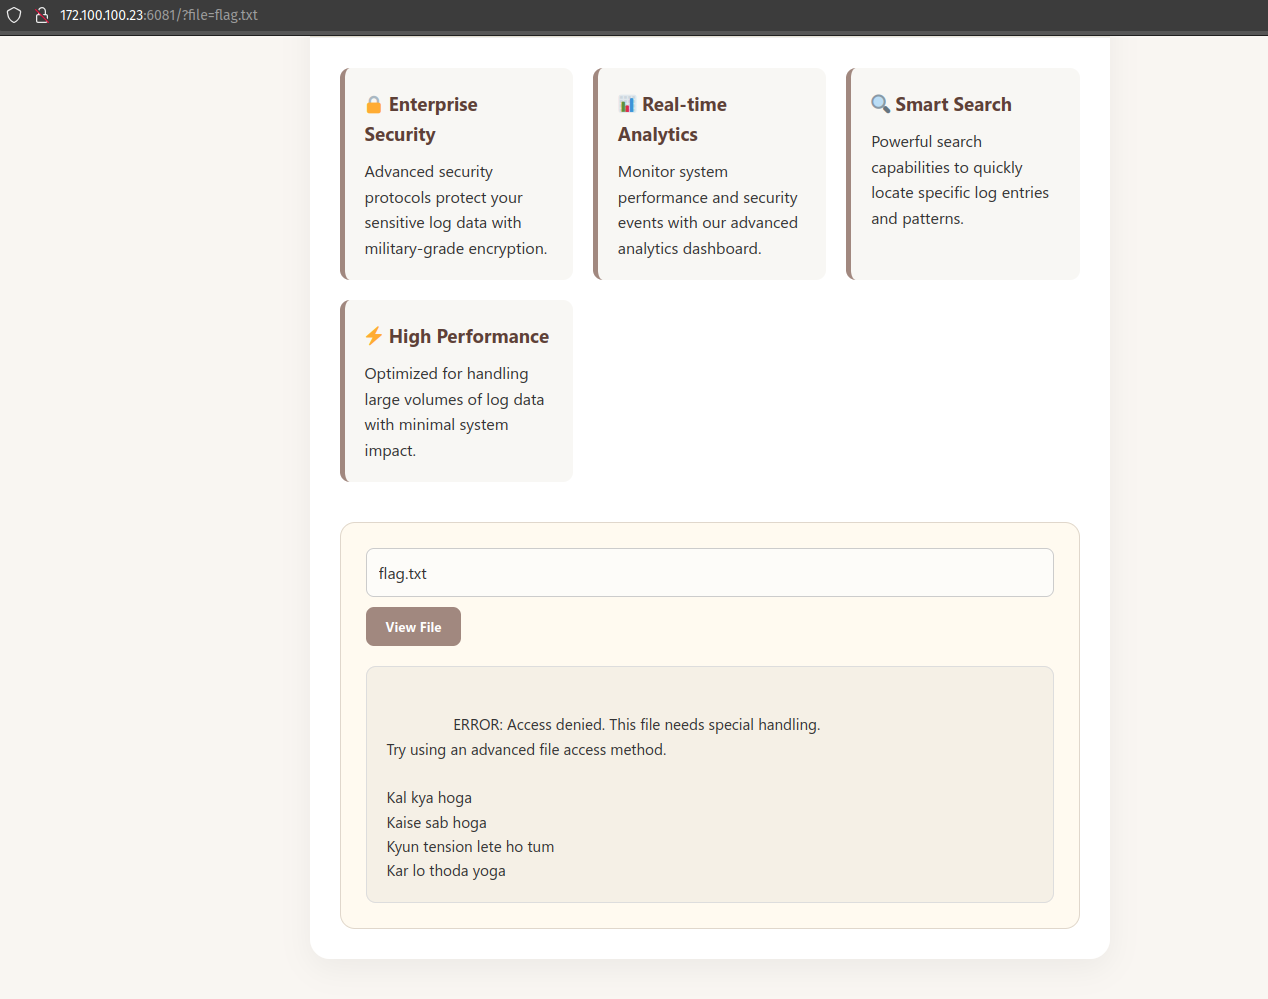 172.100.100.23:6081/?file=flag.txt
🔒 Enterprise
Security
Advanced security
protocols protect your
sensitive log data with
military-grade encryption.
📊 Real-time
Analytics
Monitor system
performance and security
events with our advanced
analytics dashboard.
🔍 Smart Search
Powerful search
capabilities to quickly
locate specific log entries
and patterns.
⚡ High Performance
Optimized for handling
large volumes of log data
with minimal system
impact.
flag.txt
View File
ERROR: Access denied. This file needs special handling.
Try using an advanced file access method.
Kal kya hoga
Kaise sab hoga
Kyun tension lete ho tum
Kar lo thoda yoga